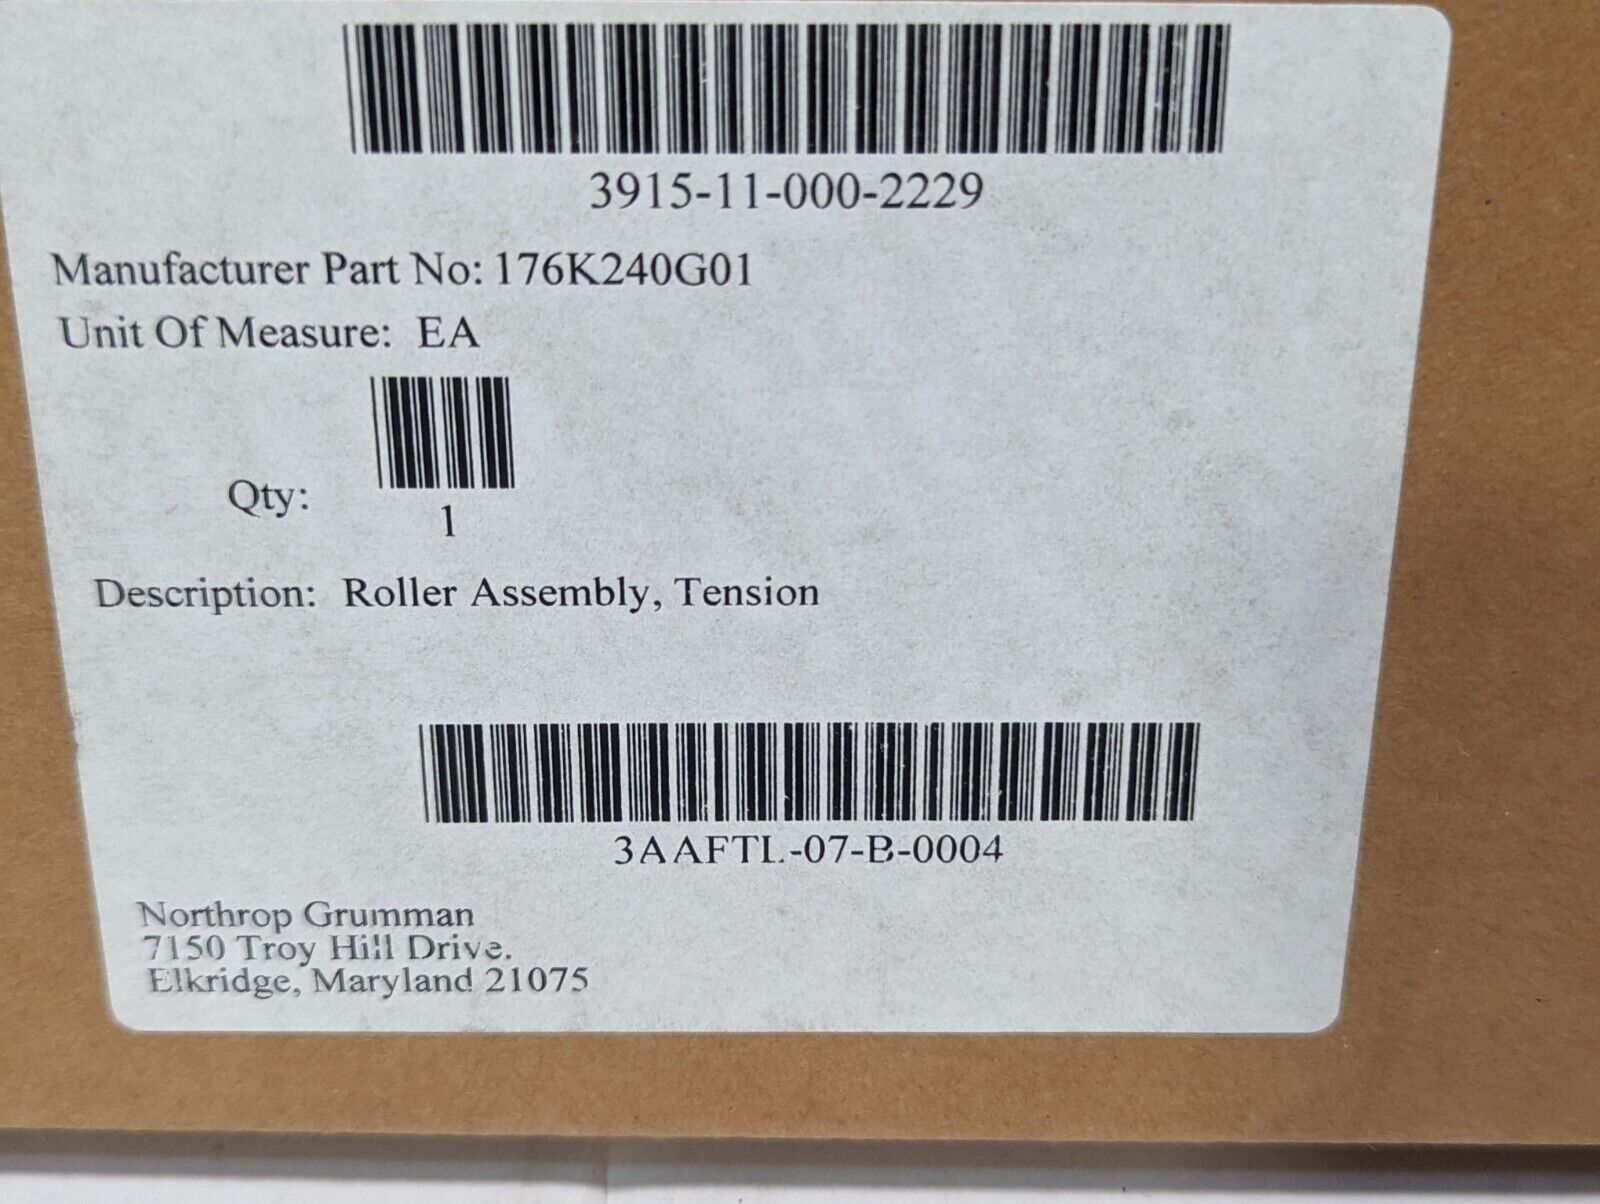 3915-11-000-2229
Manufacturer Part No: 176K240G01
Unit Of Measure: EA
Qty:
1
Description: Roller Assembly, Tension
3AAFTL-07-B-0004
Northrop Grumman
7150 Troy Hill Drive.
Elkridge, Maryland 21075